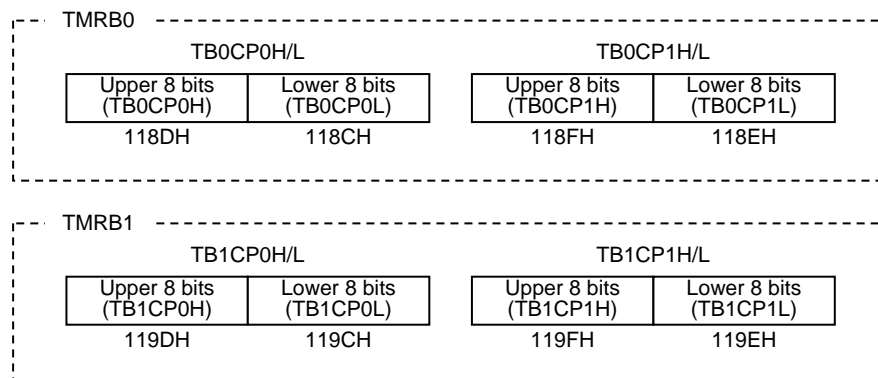 TMRB0
TB0CP0H/L TB0CP1H/L
Upper 8 bits Lower 8 bits Upper 8 bits Lower 8 bits
(TB0CP0H) (TB0CP0L) (TB0CP1H) (TB0CP1L)
118DH 118CH 118FH 118EH
TMRB1
TB1CP0H/L TB1CP1H/L
Upper 8 bits Lower 8 bits Upper 8 bits Lower 8 bits
(TB1CP0H) (TB1CP0L) (TB1CP1H) (TB1CP1L)
119DH 119CH 119FH 119EH